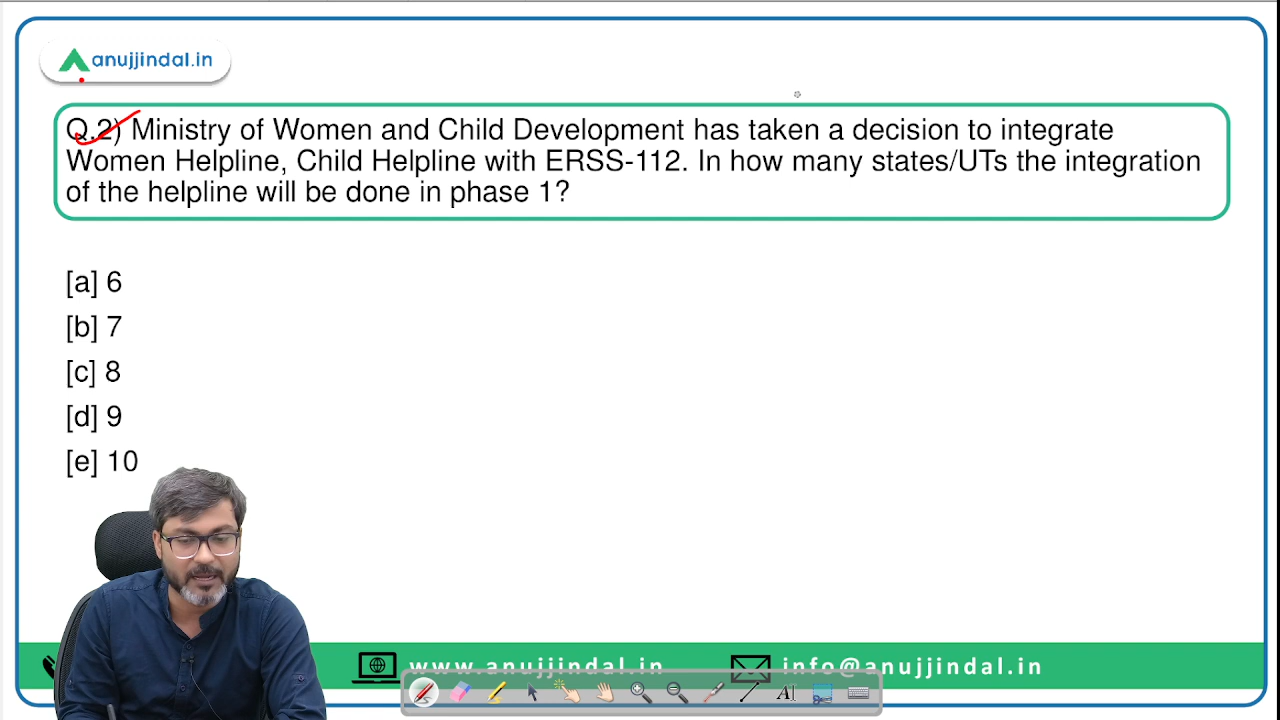 anujjindal.in
Q.2) Ministry of Women and Child Development has taken a decision to integrate
Women Helpline, Child Helpline with ERSS-112. In how many states/UTs the integration
of the helpline will be done in phase 1?
[a] 6
[b] 7
[c] 8
[d] 9
[e] 10
www.anujjindal.in info@anujjindal.in
A